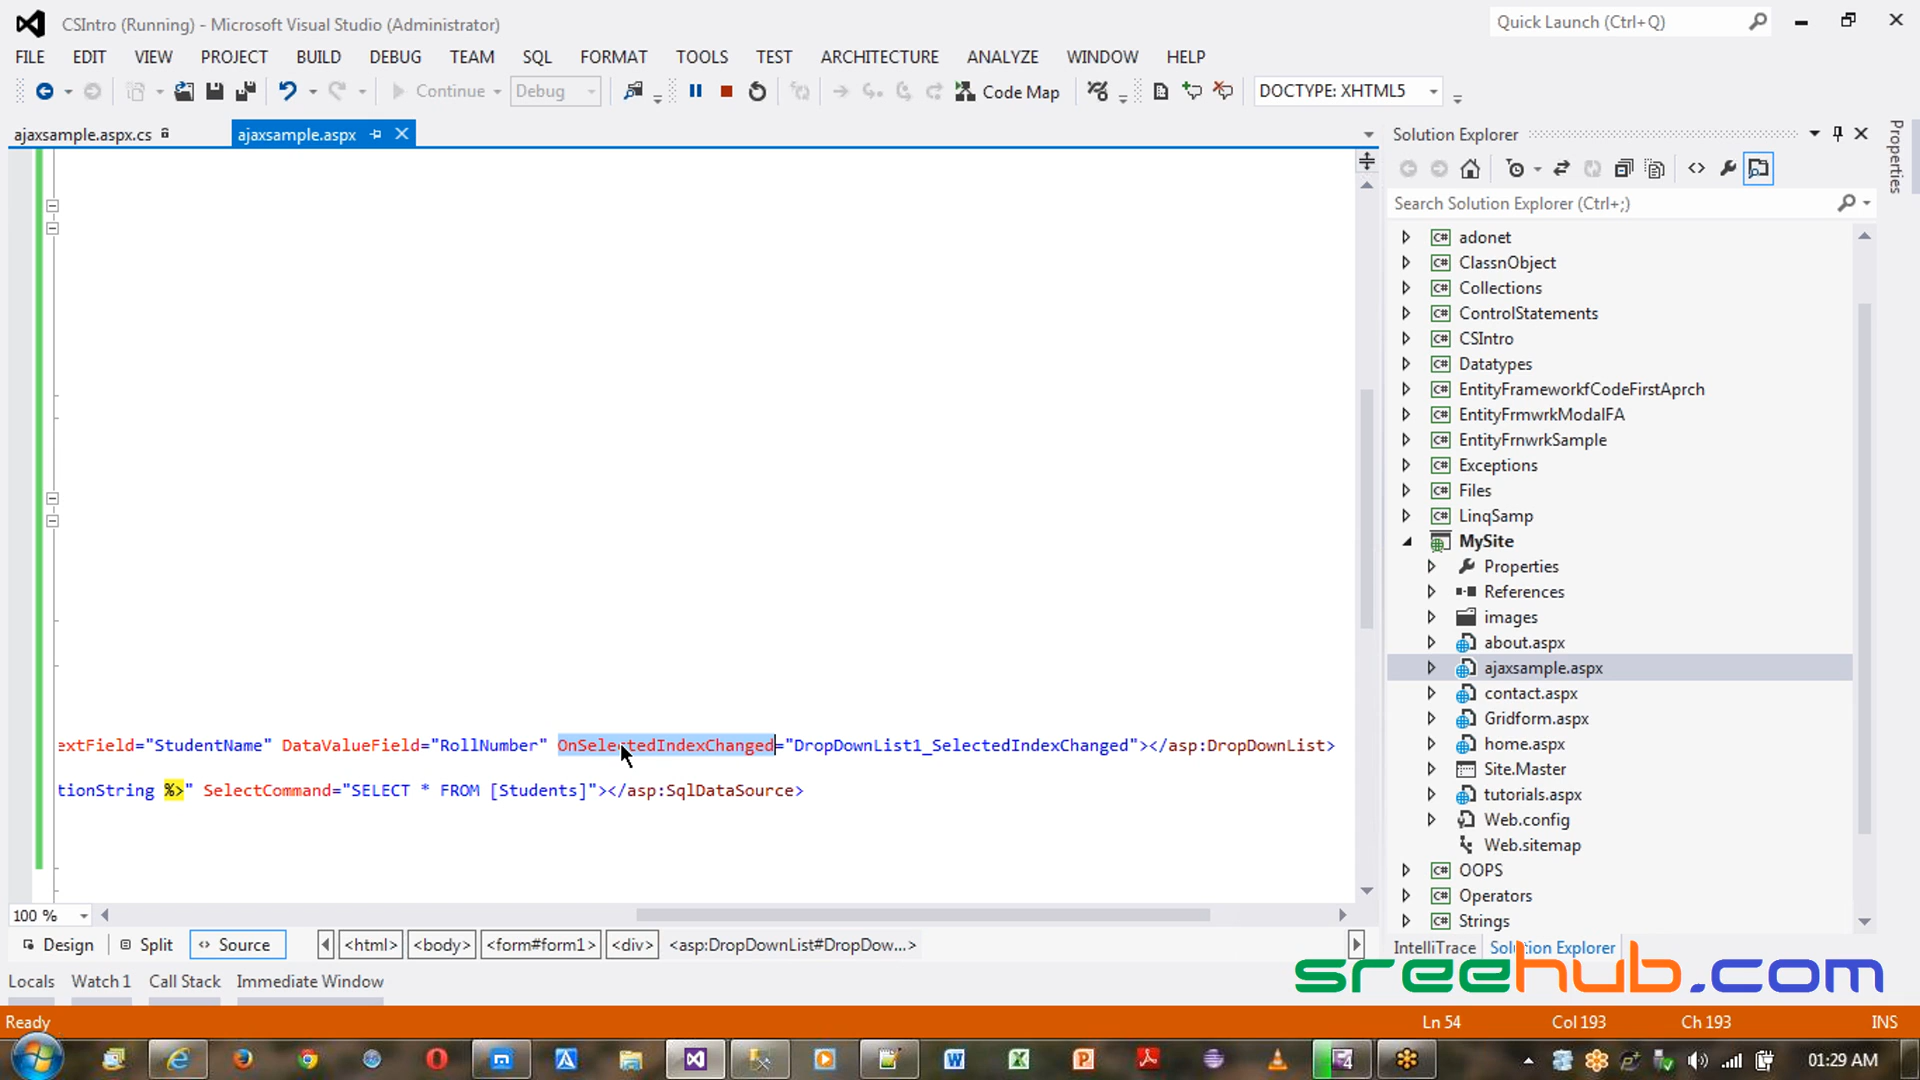 CSIntro (Running) - Microsoft Visual Studio (Administrator)
Quick Launch (Ctrl+Q)
FILE EDIT VIEW PROJECT BUILD DEBUG TEAM SQL FORMAT TOOLS TEST ARCHITECTURE ANALYZE WINDOW HELP
Continue Debug Code Map DOCTYPE: XHTML5
ajaxsample.aspx.cs ajaxsample.aspx
Solution Explorer
Properties
Search Solution Explorer (Ctrl+;)
C# adonet
C# ClassnObject
C# Collections
C# ControlStatements
C# CSIntro
C# Datatypes
C# EntityFrameworkfCodeFirstAprch
C# EntityFrmwrkModalFA
C# EntityFrnwrkSample
C# Exceptions
C# Files
C# LinqSamp
MySite
Properties
References
images
about.aspx
ajaxsample.aspx
contact.aspx
Gridform.aspx
home.aspx
Site.Master
tutorials.aspx
Web.config
Web.sitemap
C# OOPS
C# Operators
C# Strings
extField="StudentName" DataValueField="RollNumber" OnSelectedIndexChanged="DropDownList1_SelectedIndexChanged"></asp:DropDownList>
tionString %>" SelectCommand="SELECT * FROM [Students]"></asp:SqlDataSource>
100 %
Design Split Source <html> <body> <form#form1> <div> <asp:DropDownList#DropDow...>
IntelliTrace Solution Explorer
sreehub.com
Locals Watch 1 Call Stack Immediate Window
Ready Ln 54 Col 193 Ch 193 INS
01:29 AM